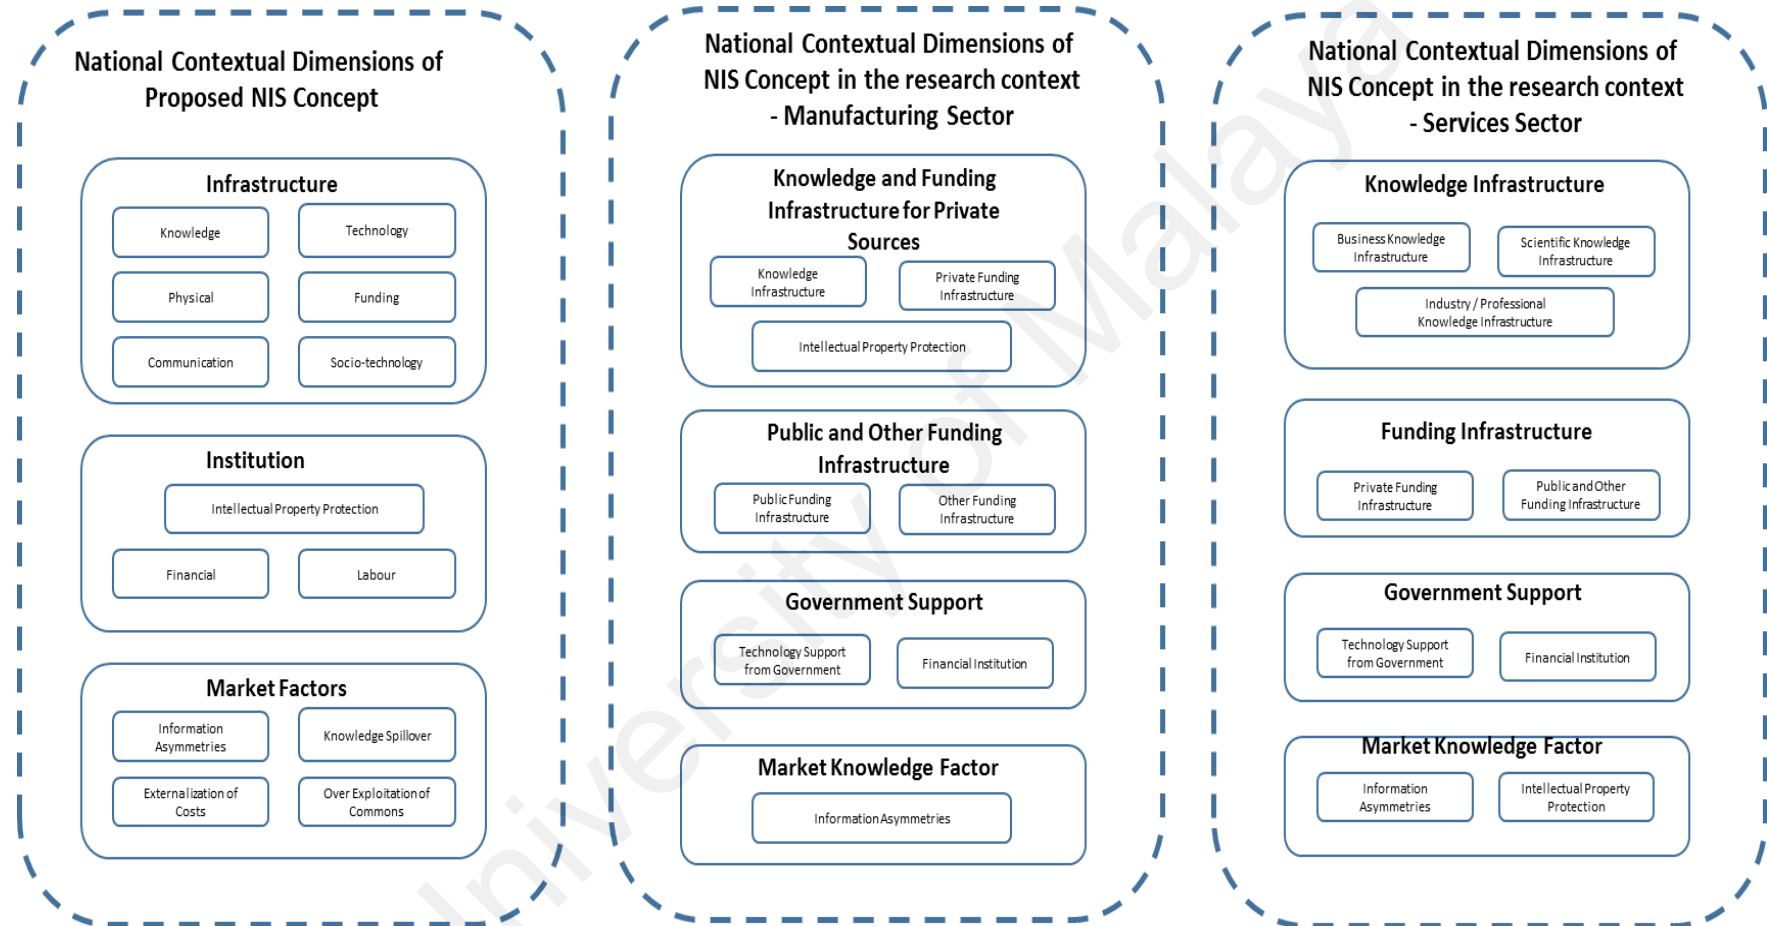 National Contextual Dimensions of
Proposed NIS Concept
Infrastructure
Knowledge
Technology
Physical
Funding
Communication
Socio-technology
Institution
Intellectual Property Protection
Financial
Labour
Market Factors
Information
Asymmetries
Knowledge Spillover
Externalization of
Costs
Over Exploitation of
Commons
National Contextual Dimensions of
NIS Concept in the research context
- Manufacturing Sector
Knowledge and Funding
Infrastructure for Private
Sources
Knowledge
Infrastructure
Private Funding
Infrastructure
Intellectual Property Protection
Public and Other Funding
Infrastructure
Public Funding
Infrastructure
Other Funding
Infrastructure
Government Support
Technology Support
from Government
Financial Institution
Market Knowledge Factor
Information Asymmetries
National Contextual Dimensions of
NIS Concept in the research context
- Services Sector
Knowledge Infrastructure
Business Knowledge
Infrastructure
Scientific Knowledge
Infrastructure
Industry / Professional
Knowledge Infrastructure
Funding Infrastructure
Private Funding
Infrastructure
Public and Other
Funding Infrastructure
Government Support
Technology Support
from Government
Financial Institution
Market Knowledge Factor
Information
Asymmetries
Intellectual Property
Protection
University of Malaya